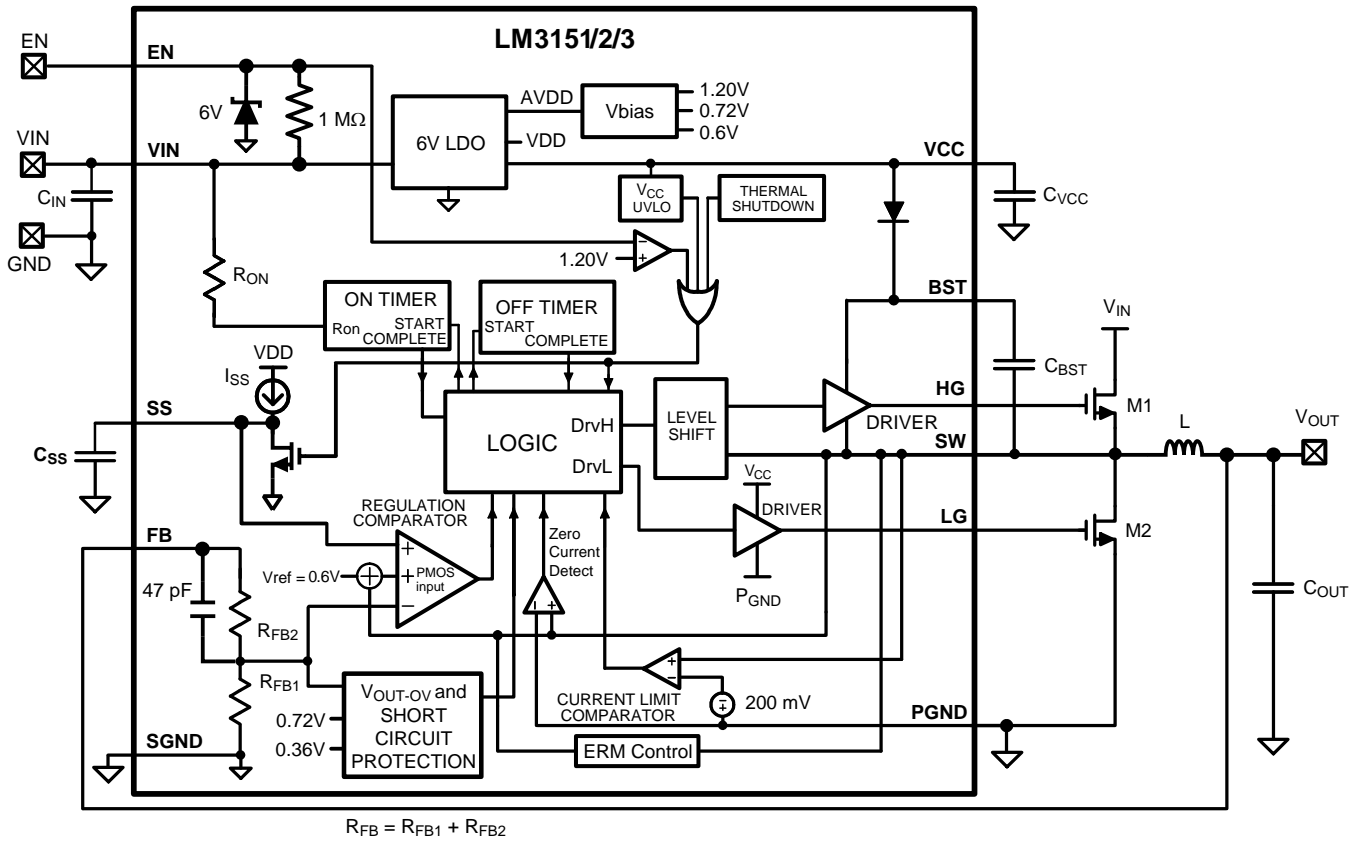 LM3151/2/3
EN
EN
6V
1 MΩ
AVDD
Vbias
1.20V
0.72V
0.6V
6V LDO
VDD
VIN
VIN
VCC
CIN
VCC
UVLO
THERMAL
SHUTDOWN
CVCC
GND
1.20V
RON
ON TIMER
Ron
START
COMPLETE
OFF TIMER
START
COMPLETE
BST
VIN
VDD
ISS
CBST
SS
HG
M1
DrvH
LEVEL
SHIFT
DRIVER
LOGIC
SW
L
VOUT
CSS
DrvL
VCC
DRIVER
REGULATION
COMPARATOR
LG
M2
FB
Zero
Current
Detect
Vref = 0.6V
PMOS
input
PGND
47 pF
COUT
RFB2
RFB1
VOUT-OV and
SHORT
CIRCUIT
PROTECTION
0.72V
0.36V
CURRENT LIMIT
COMPARATOR
200 mV
PGND
SGND
ERM Control
RFB = RFB1 + RFB2